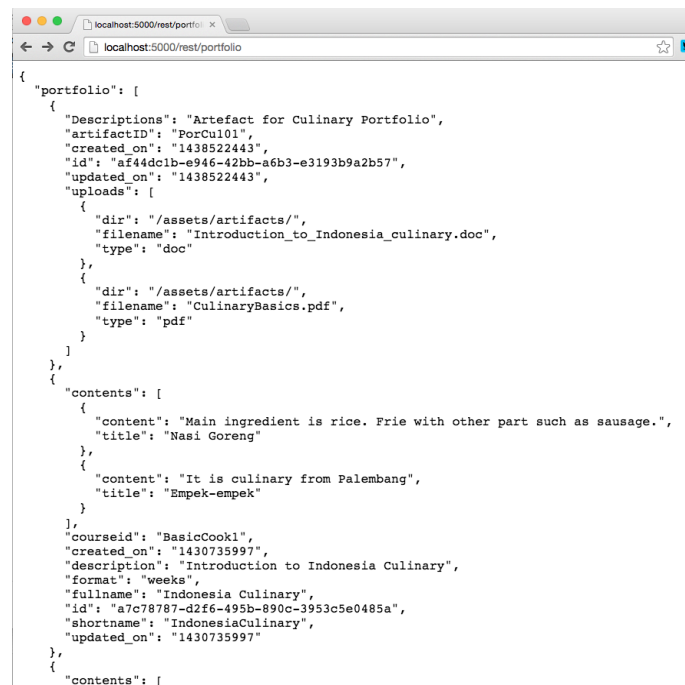 localhost:5000/rest/portfoli
localhost:5000/rest/portfolio
{
  "portfolio": [
    {
      "Descriptions": "Artefact for Culinary Portfolio",
      "artifactID": "PorCu101",
      "created_on": "1438522443",
      "id": "af44dc1b-e946-42bb-a6b3-e3193b9a2b57",
      "updated_on": "1438522443",
      "uploads": [
        {
          "dir": "/assets/artifacts/",
          "filename": "Introduction_to_Indonesia_culinary.doc",
          "type": "doc"
        },
        {
          "dir": "/assets/artifacts/",
          "filename": "CulinaryBasics.pdf",
          "type": "pdf"
        }
      ]
    },
    {
      "contents": [
        {
          "content": "Main ingredient is rice. Frie with other part such as sausage.",
          "title": "Nasi Goreng"
        },
        {
          "content": "It is culinary from Palembang",
          "title": "Empek-empek"
        }
      ],
      "courseid": "BasicCook1",
      "created_on": "1430735997",
      "description": "Introduction to Indonesia Culinary",
      "format": "weeks",
      "fullname": "Indonesia Culinary",
      "id": "a7c78787-d2f6-495b-890c-3953c5e0485a",
      "shortname": "IndonesiaCulinary",
      "updated_on": "1430735997"
    },
    {
      "contents": [